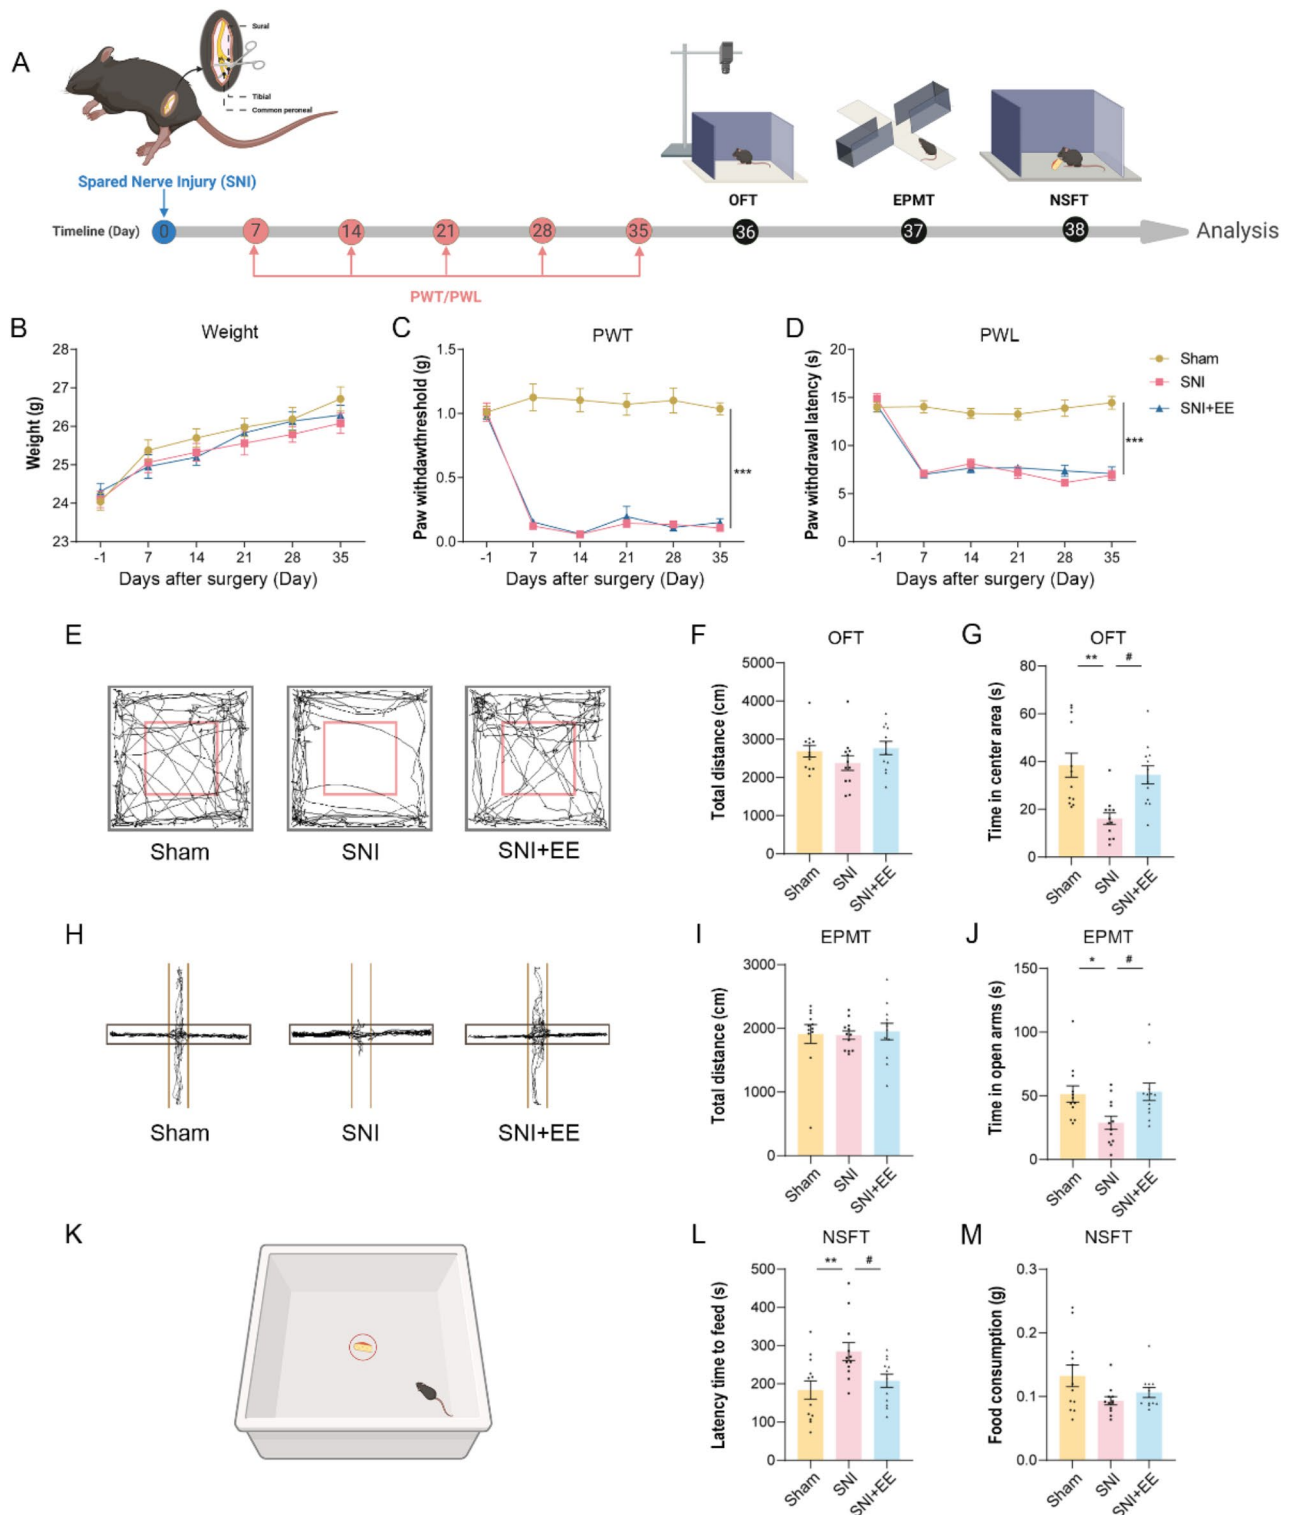 A
Sural
Tibial
Common peroneal
Spared Nerve Injury (SNI)
OFT
EPMT
NSFT
Timeline (Day)
0
7
14
21
28
35
36
37
38
Analysis
PWT/PWL
B
Weight
Weight (g)
28
27
26
25
24
23
-1
7
14
21
28
35
Days after surgery (Day)
C
PWT
Paw withdawthreshold (g)
1.5
1.0
0.5
0.0
***
-1
7
14
21
28
35
Days after surgery (Day)
D
PWL
Paw withdrawal latency (s)
20
15
10
5
0
***
-1
7
14
21
28
35
Days after surgery (Day)
Sham
SNI
SNI+EE
E
Sham
SNI
SNI+EE
F
OFT
Total distance (cm)
5000
4000
3000
2000
1000
0
Sham
SNI
SNI+EE
G
OFT
** #
Time in center area (s)
80
60
40
20
0
Sham
SNI
SNI+EE
H
Sham
SNI
SNI+EE
I
EPMT
Total distance (cm)
3000
2000
1000
0
Sham
SNI
SNI+EE
J
EPMT
* #
Time in open arms (s)
150
100
50
0
Sham
SNI
SNI+EE
K
L
NSFT
** #
Latency time to feed (s)
500
400
300
200
100
0
Sham
SNI
SNI+EE
M
NSFT
Food consumption (g)
0.3
0.2
0.1
0.0
Sham
SNI
SNI+EE